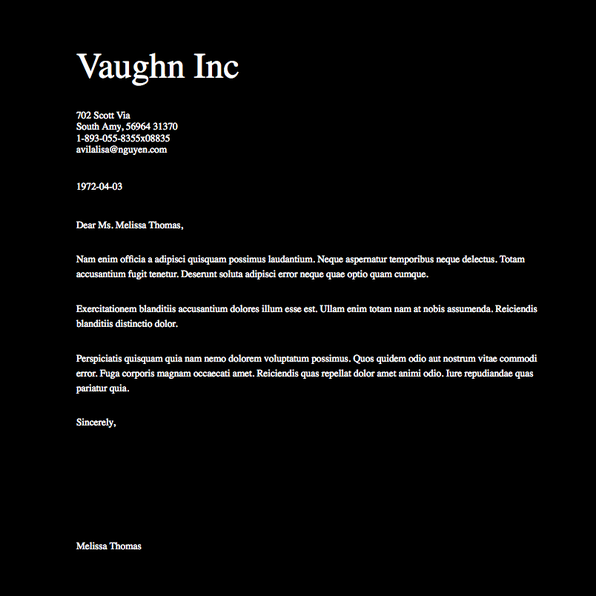 Vaughn Inc
702 Scott Via
South Amy, 56964 31370
1-893-055-8355x08835
avilalisa@nguyen.com
1972-04-03
Dear Ms. Melissa Thomas,
Nam enim officia a adipisci quisquam possimus laudantium. Neque aspernatur temporibus neque delectus. Totam
accusantium fugit tenetur. Deserunt soluta adipisci error neque quae optio quam cumque.
Exercitationem blanditiis accusantium dolores illum esse est. Ullam enim totam nam at nobis assumenda. Reiciendis
blanditiis distinctio dolor.
Perspiciatis quisquam quia nam nemo dolorem voluptatum possimus. Quos quidem odio aut nostrum vitae commodi
error. Fuga corporis magnam occaecati amet. Reiciendis quas repellat dolor amet animi odio. Iure repudiandae quas
pariatur quia.
Sincerely,
Melissa Thomas